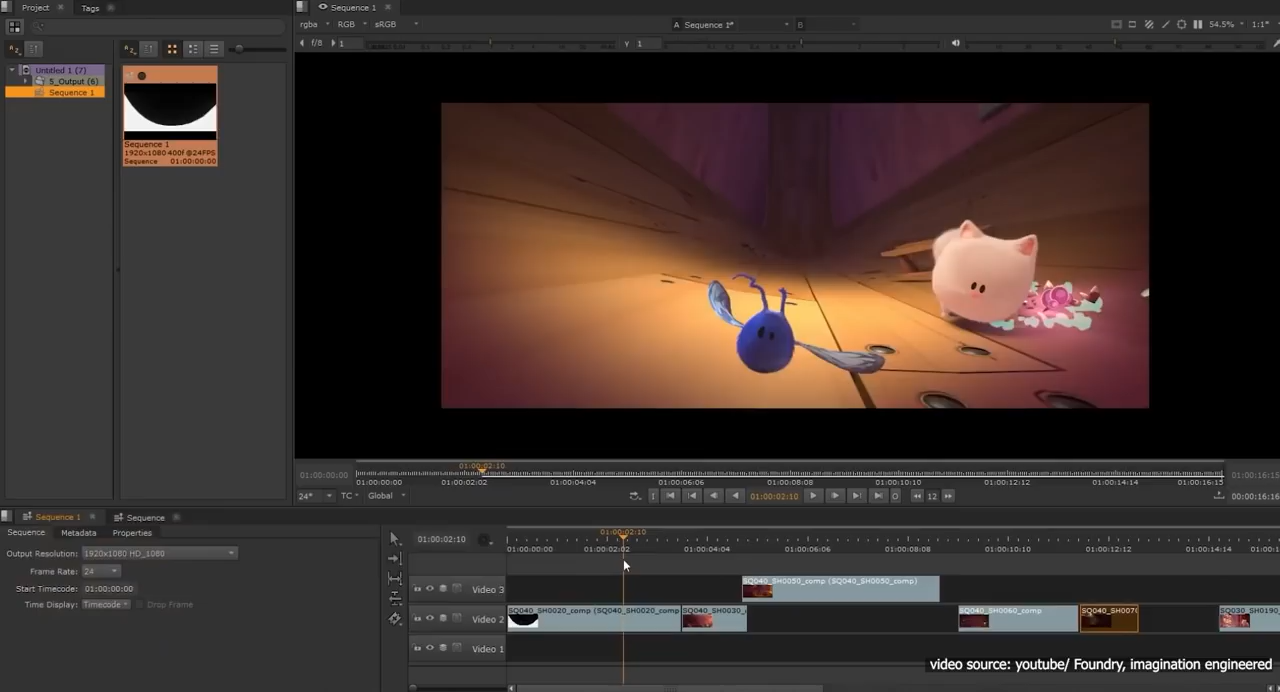 Project
Tags
Sequence 1
rgba RGB sRGB A Sequence 1* B 54.5% 1:1
f/8 1 Y 1
Untitled 1 (7)
5_Output (6)
Sequence 1
Sequence 1
1920x1080 400f @24FPS
Sequence 01:00:00:00
01:00:02:10
01:00:00:00 01:00:16:15
01:00:00:00 01:00:02:02 01:00:04:04 01:00:06:06 01:00:08:08 01:00:10:10 01:00:12:12 01:00:14:14 01:00:16:15
24* TC Global 01:00:02:10 12 00:00:16:16
Sequence 1 Sequence
Sequence Metadata Properties
Output Resolution: 1920x1080 HD_1080
Frame Rate: 24
Start Timecode: 01:00:00:00
Time Display: Timecode Drop Frame
01:00:02:10
01:00:02:10
01:00:00:00 01:00:02:02 01:00:04:04 01:00:06:06 01:00:08:08 01:00:10:10 01:00:12:12 01:00:14:14
Video 3 SQ040_SH0050_comp (SQ040_SH0050_comp)
Video 2 SQ040_SH0020_comp (SQ040_SH0020_comp SQ040_SH0030_ SQ040_SH0060_comp SQ040_SH007 SQ030_SH0190
Video 1
video source: youtube/ Foundry, imagination engineered